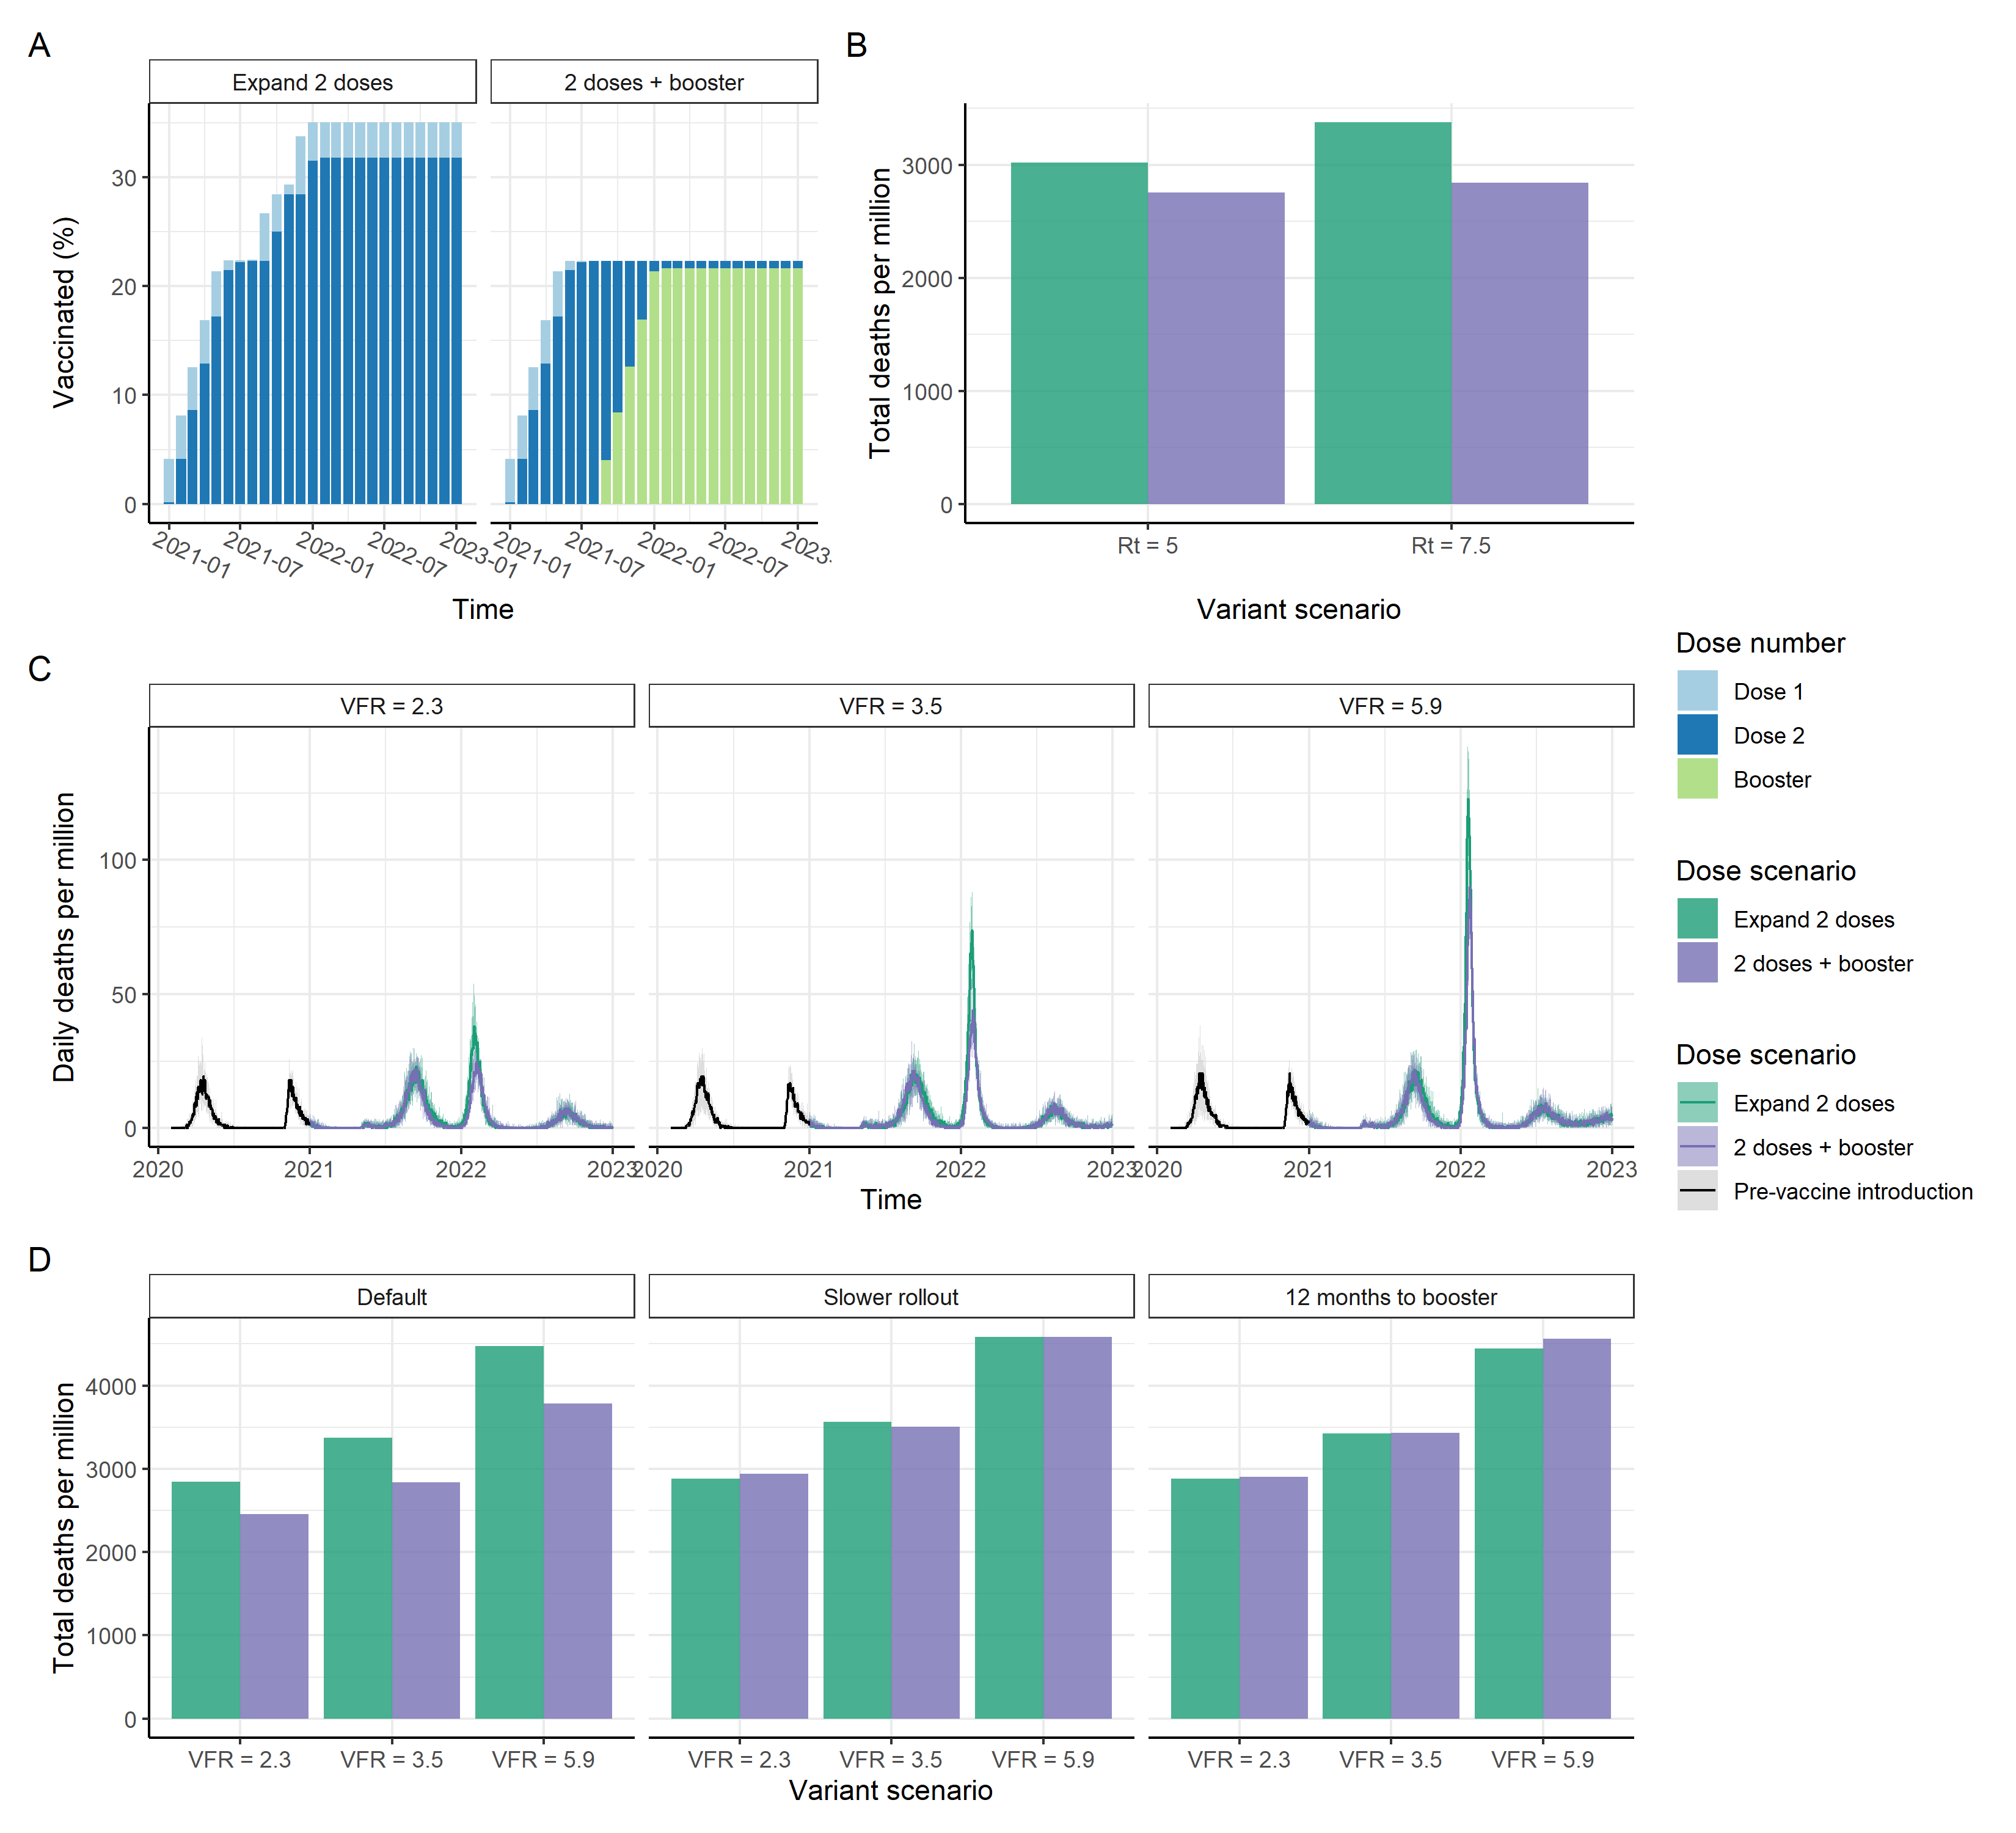 A
B
Expand 2 doses
2 doses + booster
Vaccinated (%)
30
20
10
0
2021-01
2021-07
2022-01
2022-07
2023-01
2021-01
2021-07
2022-01
2022-07
2023-
Time
Total deaths per million
3000
2000
1000
0
Rt = 5
Rt = 7.5
Variant scenario
C
VFR = 2.3
VFR = 3.5
VFR = 5.9
Daily deaths per million
100
50
0
2020
2021
2022
2023
2020
2021
2022
2023
2020
2021
2022
2023
Time
Dose number
Dose 1
Dose 2
Booster
Dose scenario
Expand 2 doses
2 doses + booster
Dose scenario
Expand 2 doses
2 doses + booster
Pre-vaccine introduction
D
Default
Slower rollout
12 months to booster
Total deaths per million
4000
3000
2000
1000
0
VFR = 2.3
VFR = 3.5
VFR = 5.9
VFR = 2.3
VFR = 3.5
VFR = 5.9
VFR = 2.3
VFR = 3.5
VFR = 5.9
Variant scenario